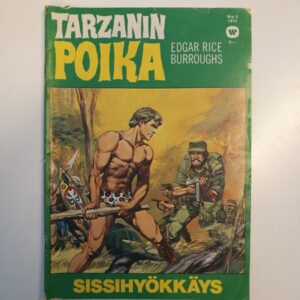 TARZANIN
POIKA
EDGAR RICE
BURROUGHS
SISSIHYÖKKÄYS